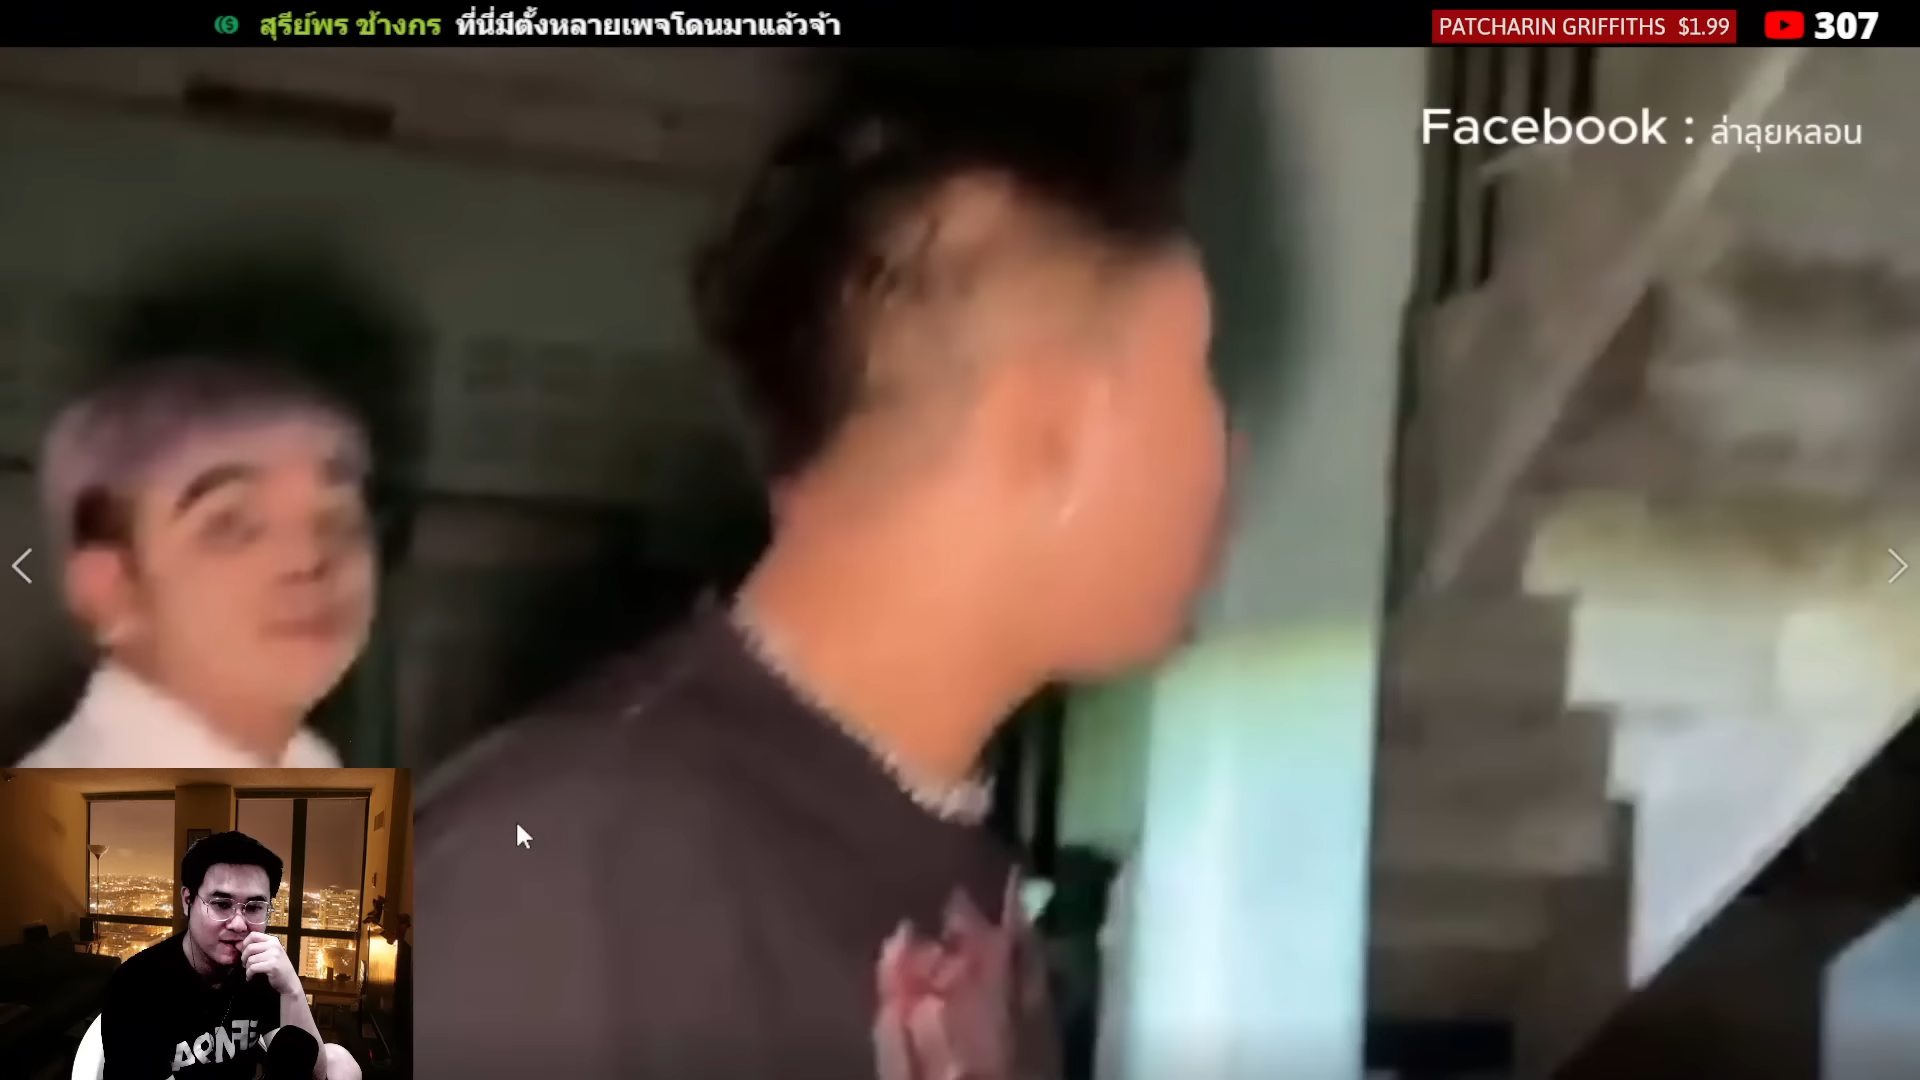 สุรีย์พร ช้างกร ที่นี่มีตั้งหลายเพจโดนมาแล้วจ้า
PATCHARIN GRIFFITHS $1.99
307
Facebook : ล่าลุยหลอน